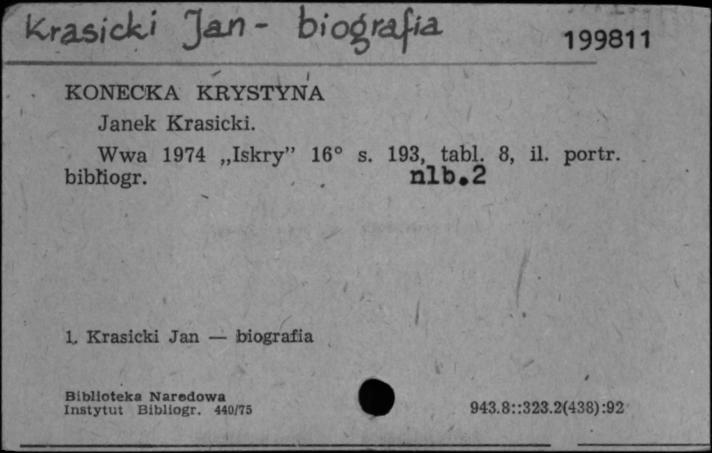 Krasicki Jan - biografia
199811
KONECKA KRYSTYNA
Janek Krasicki.
Wwa 1974 „Iskry” 16° s. 193, tabl. 8, il. portr.
bibliogr. nlb.2
1. Krasicki Jan — biografia
Biblioteka Narodowa
Instytut Bibliogr. 440/75
943.8::323.2(438):92